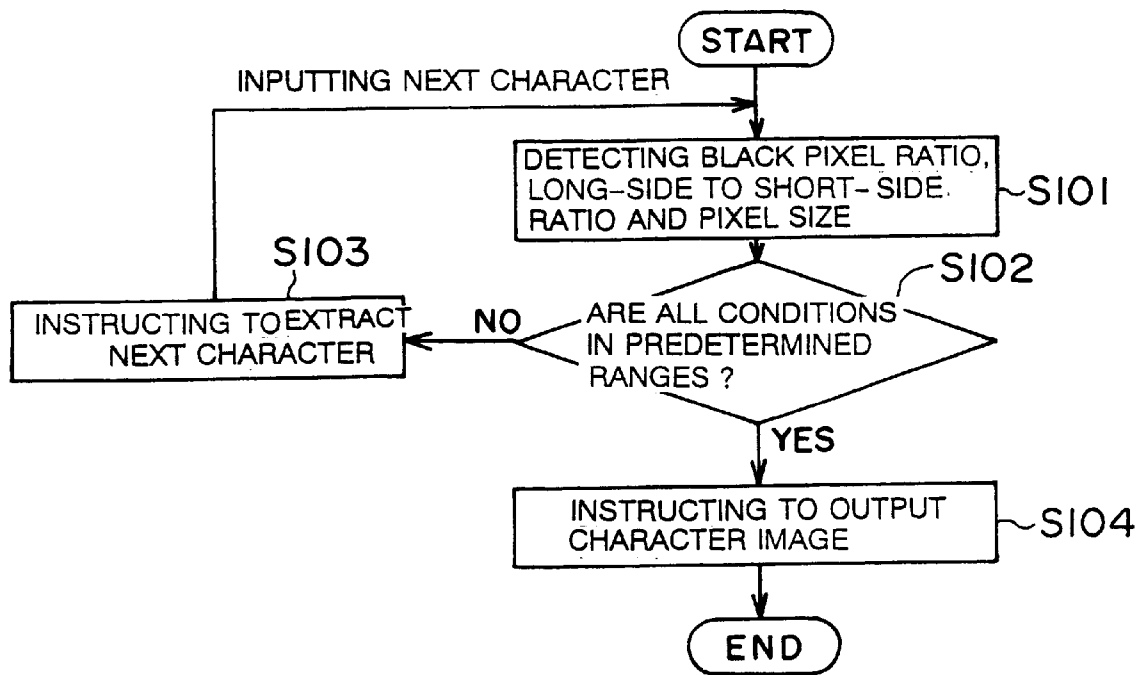 START
INPUTTING NEXT CHARACTER
DETECTING BLACK PIXEL RATIO,
LONG-SIDE TO SHORT-SIDE.
RATIO AND PIXEL SIZE
S101
S102
S103
ARE ALL CONDITIONS
IN PREDETERMINED
RANGES ?
NO
INSTRUCTING TO EXTRACT
NEXT CHARACTER
YES
INSTRUCTING TO OUTPUT
CHARACTER IMAGE
S104
END